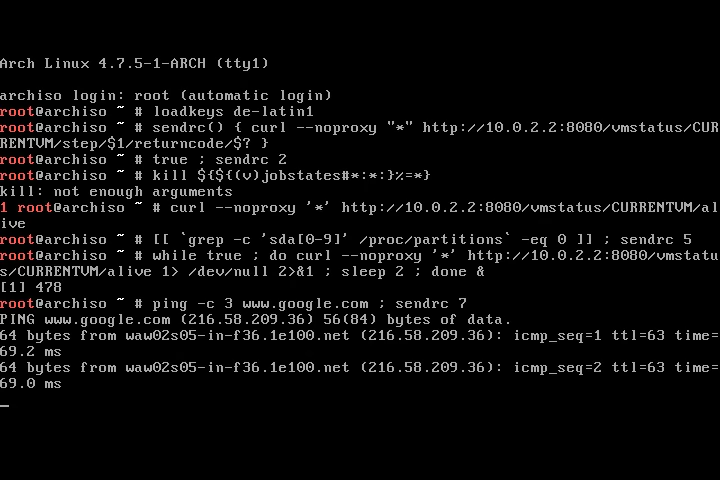 Arch Linux 4.7.5-1-ARCH (tty1)
archiso login: root (automatic login)
root@archiso ~ # loadkeys de-latin1
root@archiso ~ # sendrc() { curl --noproxy "*" http://10.0.2.2:8080/vmstatus/CUR
RENTVM/step/$1/returncode/$? }
root@archiso ~ # true ; sendrc 2
root@archiso ~ # kill ${${(v)jobstates#*:*:}%=*}
kill: not enough arguments
1 root@archiso ~ # curl --noproxy '*' http://10.0.2.2:8080/vmstatus/CURRENTVM/al
ive
root@archiso ~ # [[ `grep -c 'sda[0-9]' /proc/partitions` -eq 0 ]] ; sendrc 5
root@archiso ~ # while true ; do curl --noproxy '*' http://10.0.2.2:8080/vmstatu
s/CURRENTVM/alive 1> /dev/null 2>&1 ; sleep 2 ; done &
[1] 478
root@archiso ~ # ping -c 3 www.google.com ; sendrc 7
PING www.google.com (216.58.209.36) 56(84) bytes of data.
64 bytes from waw02s05-in-f36.1e100.net (216.58.209.36): icmp_seq=1 ttl=63 time=
69.2 ms
64 bytes from waw02s05-in-f36.1e100.net (216.58.209.36): icmp_seq=2 ttl=63 time=
69.0 ms
_